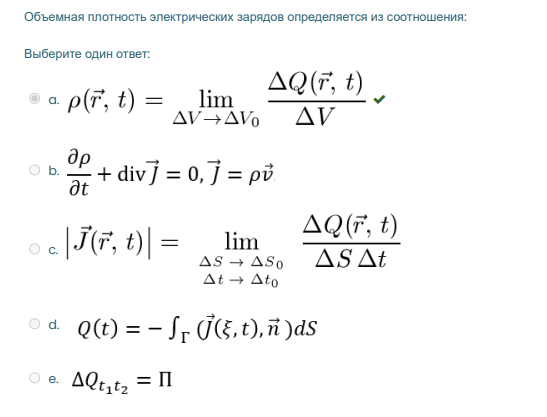 Объемная плотность электрических зарядов определяется из соотношения:
Выберите один ответ:
a. ρ(r⃗, t) = lim_{ΔV→ΔV₀} ΔQ(r⃗, t) / ΔV
b. ∂ρ/∂t + div J⃗ = 0, J⃗ = ρv⃗
c. |J⃗(r⃗, t)| = lim_{ΔS → ΔS₀, Δt → Δt₀} ΔQ(r⃗, t) / ΔS Δt
d. Q(t) = − ∫_Γ (J⃗(ξ, t), n⃗ )dS
e. ΔQ_{t₁t₂} = Π